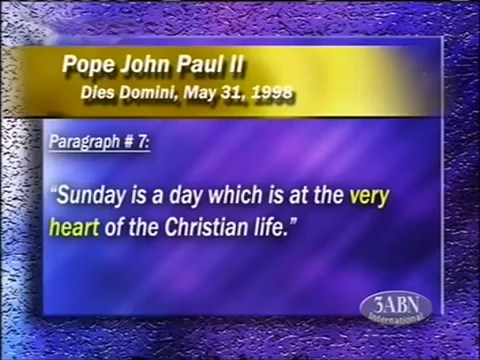 Pope John Paul II
Dies Domini, May 31, 1998
Paragraph # 7:
“Sunday is a day which is at the very
heart of the Christian life.”
3ABN
International